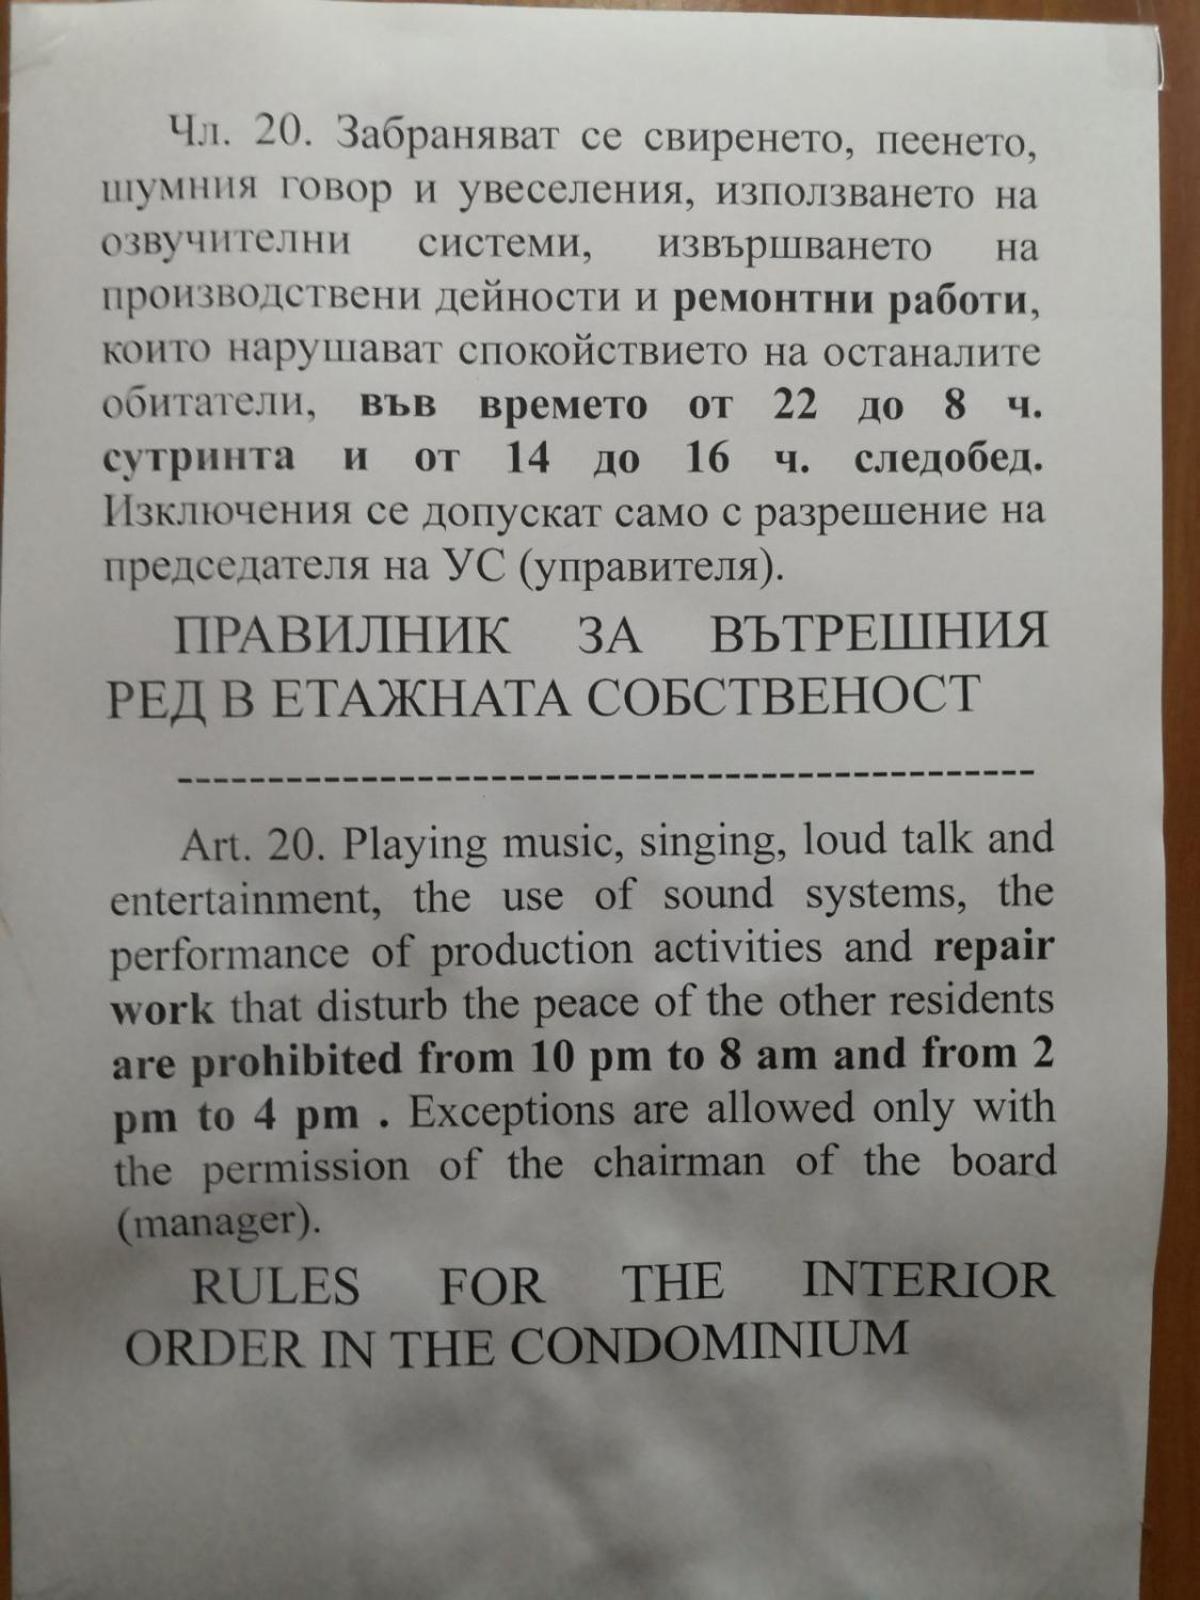 Чл. 20. Забраняват се свиренето, пеенето,
шумния говор и увеселения, използването на
озвучителни системи, извършването на
производствени дейности и ремонтни работи,
които нарушават спокойствието на останалите
обитатели, във времето от 22 до 8 ч.
сутринта и от 14 до 16 ч. следобед.
Изключения се допускат само с разрешение на
председателя на УС (управителя).
ПРАВИЛНИК ЗА ВЪТРЕШНИЯ
РЕД В ЕТАЖНАТА СОБСТВЕНОСТ
------------------------------------------------
Art. 20. Playing music, singing, loud talk and
entertainment, the use of sound systems, the
performance of production activities and repair
work that disturb the peace of the other residents
are prohibited from 10 pm to 8 am and from 2
pm to 4 pm . Exceptions are allowed only with
the permission of the chairman of the board
(manager).
RULES FOR THE INTERIOR
ORDER IN THE CONDOMINIUM